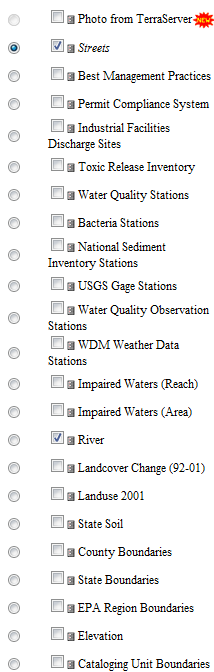 Photo from TerraServer NEW
Streets
Best Management Practices
Permit Compliance System
Industrial Facilities
Discharge Sites
Toxic Release Inventory
Water Quality Stations
Bacteria Stations
National Sediment
Inventory Stations
USGS Gage Stations
Water Quality Observation
Stations
WDM Weather Data
Stations
Impaired Waters (Reach)
Impaired Waters (Area)
River
Landcover Change (92-01)
Landuse 2001
State Soil
County Boundaries
State Boundaries
EPA Region Boundaries
Elevation
Cataloging Unit Boundaries